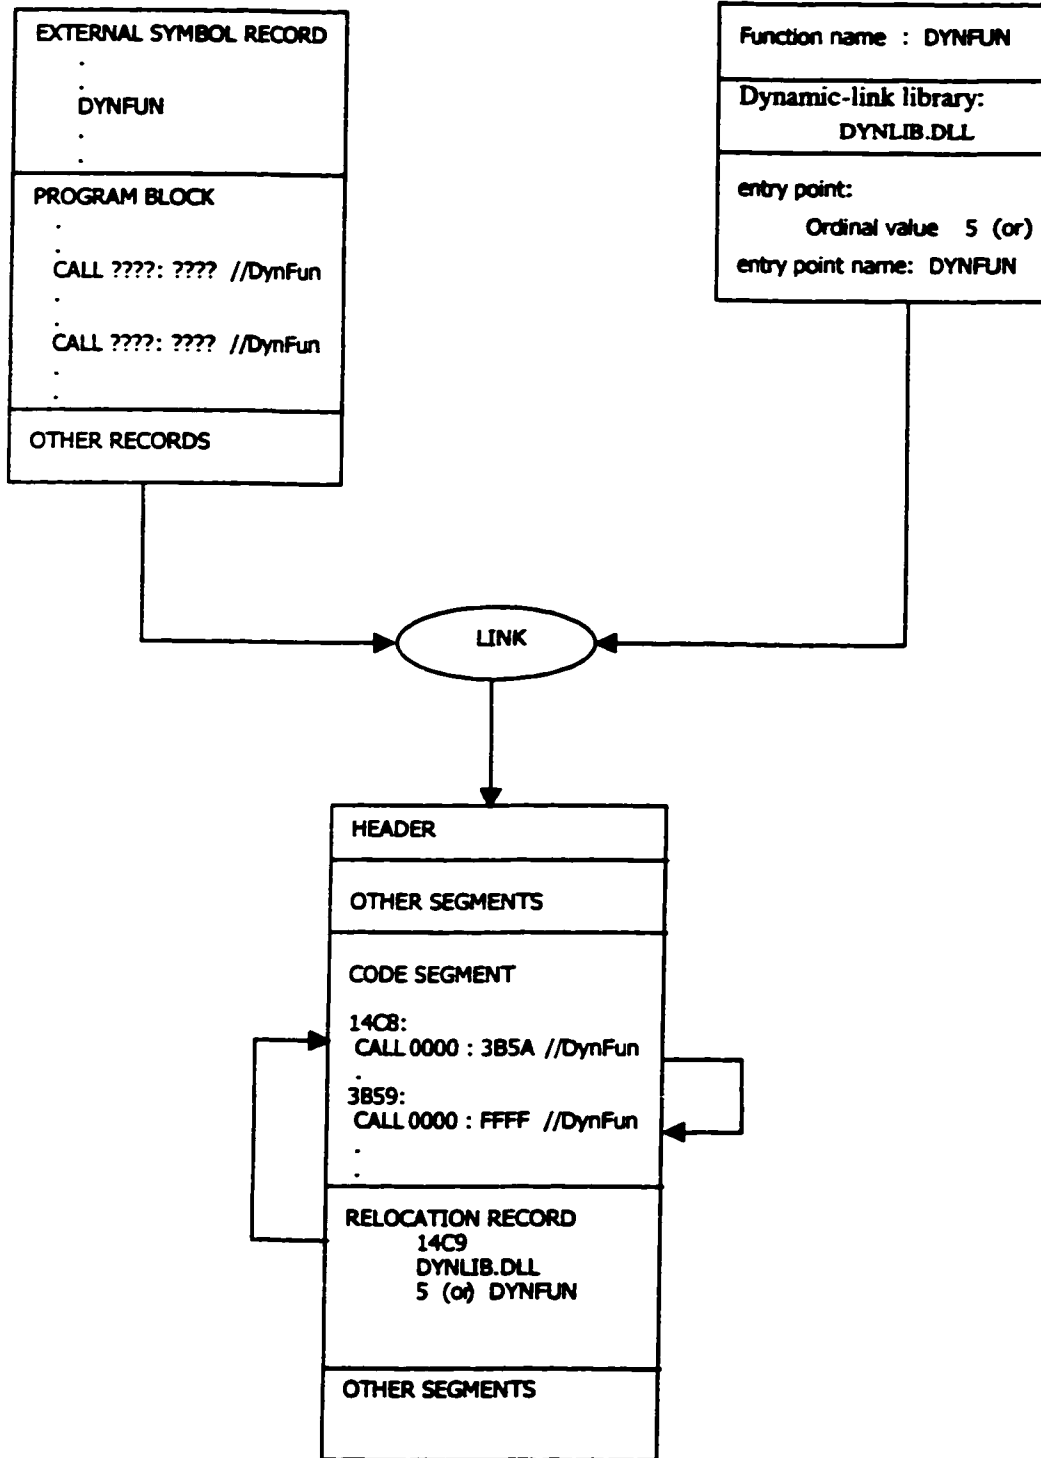 EXTERNAL SYMBOL RECORD
.
.
DYNFUN
.
.
PROGRAM BLOCK
.
.
CALL ????: ???? //DynFun
.
.
CALL ????: ???? //DynFun
.
.
OTHER RECORDS
Function name : DYNFUN
Dynamic-link library:
DYNLIB.DLL
entry point:
Ordinal value 5 (or)
entry point name: DYNFUN
LINK
HEADER
OTHER SEGMENTS
CODE SEGMENT
14C8:
CALL 0000 : 3B5A //DynFun
.
3B59:
CALL 0000 : FFFF //DynFun
.
.
RELOCATION RECORD
14C9
DYNLIB.DLL
5 (or) DYNFUN
OTHER SEGMENTS